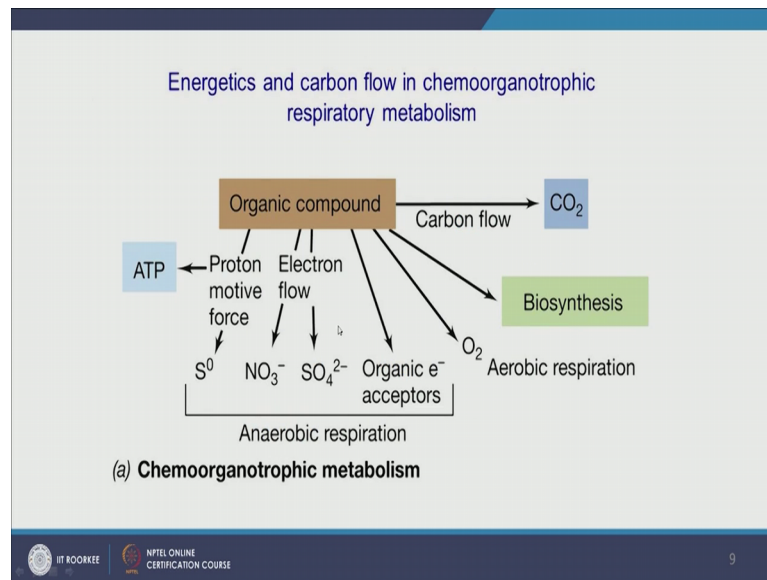 Energetics and carbon flow in chemoorganotrophic
respiratory metabolism
Organic compound
Carbon flow
CO₂
ATP
Proton
motive
force
Electron
flow
Biosynthesis
S⁰
NO₃⁻
SO₄²⁻
Organic e⁻
acceptors
O₂
Aerobic respiration
Anaerobic respiration
(a) Chemoorganotrophic metabolism
IIT ROORKEE
NPTEL ONLINE
CERTIFICATION COURSE
9